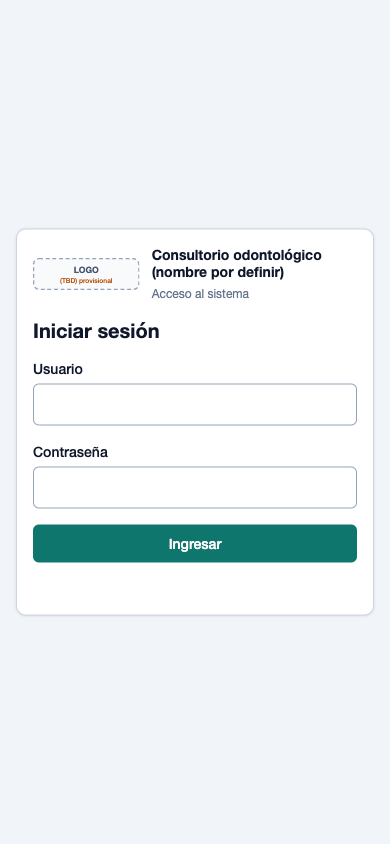 LOGO
(TBD) provisional
Consultorio odontológico
(nombre por definir)
Acceso al sistema
Iniciar sesión
Usuario
Contraseña
Ingresar